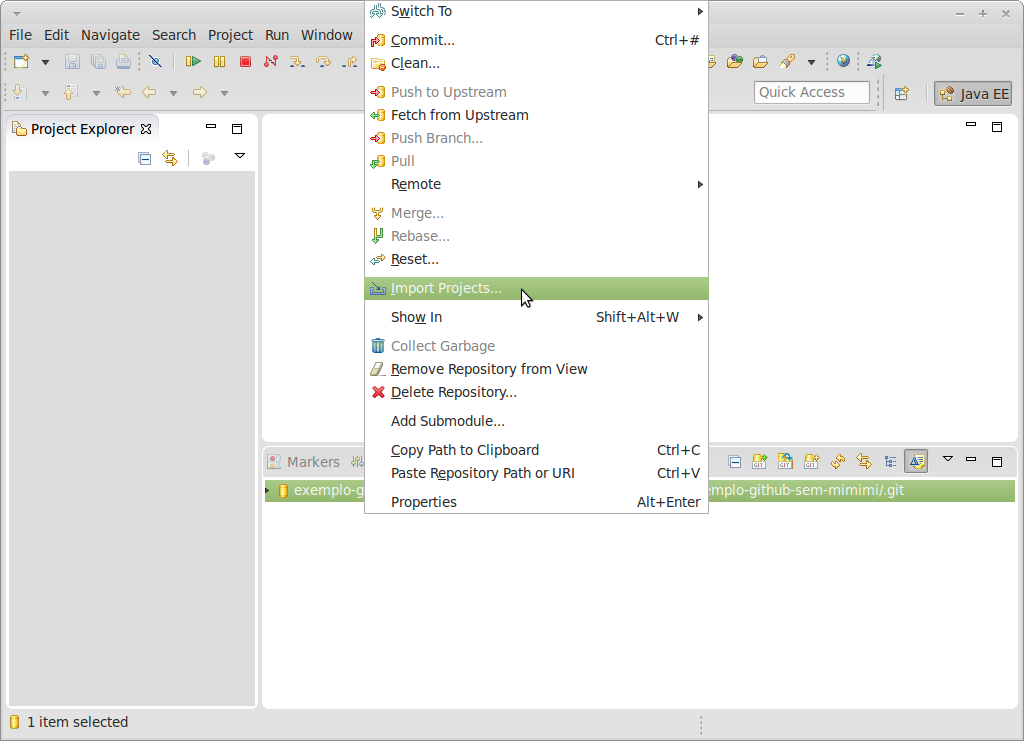 Switch To
File Edit Navigate Search Project Run Window
Commit... Ctrl+#
Clean...
Push to Upstream
Quick Access
Java EE
Fetch from Upstream
Project Explorer
Push Branch...
Pull
Remote
Merge...
Rebase...
Reset...
Import Projects...
Show In Shift+Alt+W
Collect Garbage
Remove Repository from View
Delete Repository...
Add Submodule...
Copy Path to Clipboard Ctrl+C
Paste Repository Path or URI Ctrl+V
Properties Alt+Enter
Markers
GIT GIT GIT
exemplo-g
emplo-github-sem-mimimi/.git
1 item selected